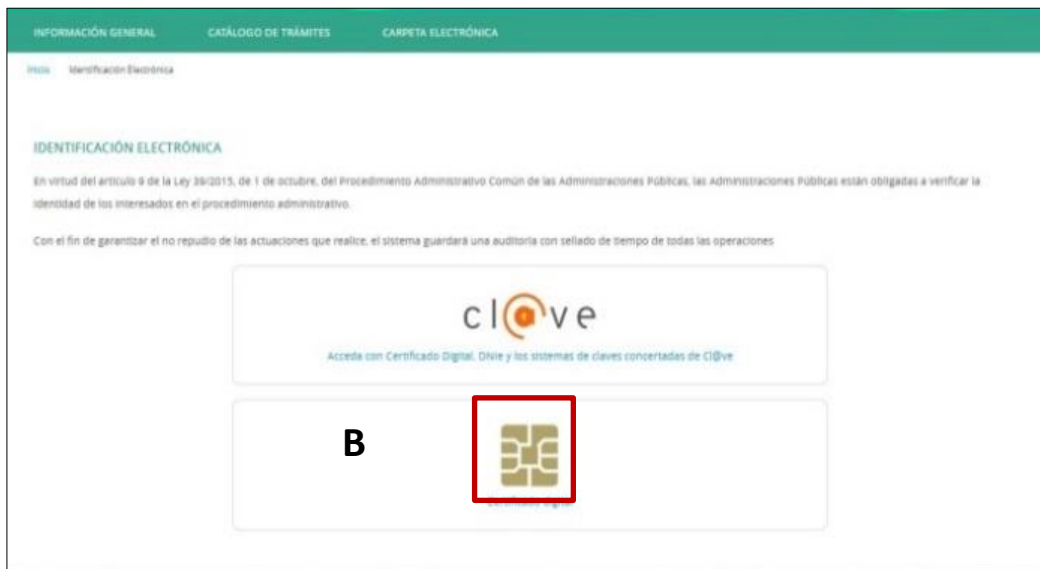 INFORMACIÓN GENERAL CATÁLOGO DE TRÁMITES CARPETA ELECTRÓNICA
Inicio Identificación Electrónica
IDENTIFICACIÓN ELECTRÓNICA
En virtud del artículo 9 de la Ley 39/2015, de 1 de octubre, del Procedimiento Administrativo Común de las Administraciones Públicas, las Administraciones Públicas están obligadas a verificar la
identidad de los interesados en el procedimiento administrativo.
Con el fin de garantizar el no repudio de las actuaciones que realice, el sistema guardará una auditoría con sellado de tiempo de todas las operaciones
cl@ve
Acceda con Certificado Digital, DNIe y los sistemas de claves concertadas de Cl@ve
B
Certificado digital